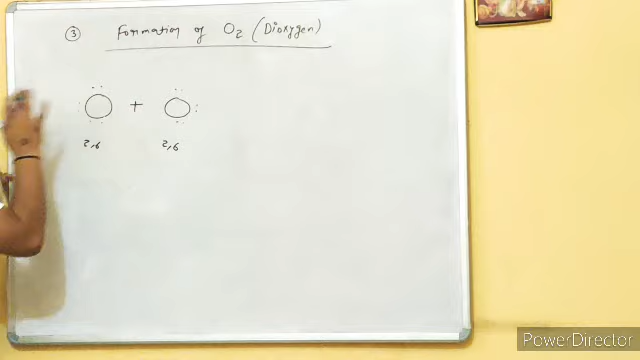 ③ Formation of O2 (Dioxygen)
O + O
2,6 2,6
PowerDirector